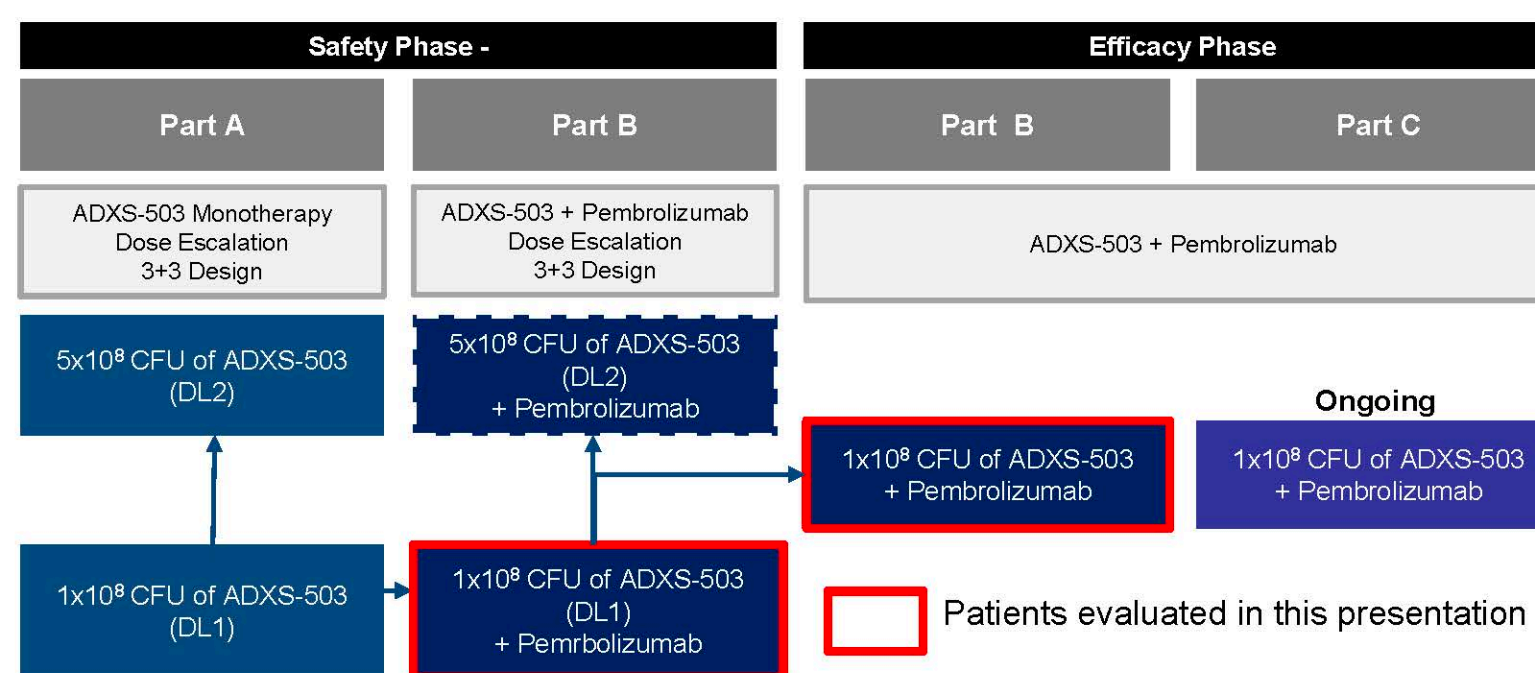 Safety Phase -
Efficacy Phase
Part A
Part B
Part  B
Part C
ADXS-503 Monotherapy
Dose Escalation
3+3 Design
ADXS-503 + Pembrolizumab
Dose Escalation
3+3 Design
ADXS-503 + Pembrolizumab
5x10⁸ CFU of ADXS-503
(DL2)
5x10⁸ CFU of ADXS-503
(DL2)
+ Pembrolizumab
1x10⁸ CFU of ADXS-503
+ Pembrolizumab
Ongoing
1x10⁸ CFU of ADXS-503
+ Pembrolizumab
1x10⁸ CFU of ADXS-503
(DL1)
1x10⁸ CFU of ADXS-503
(DL1)
+ Pemrbolizumab
Patients evaluated in this presentation